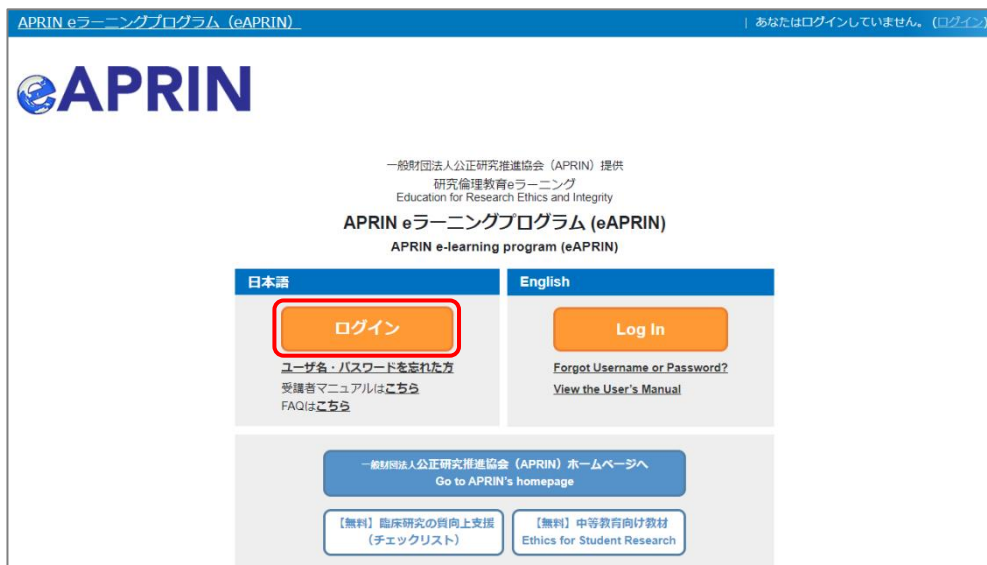 APRIN eラーニングプログラム（eAPRIN）
| あなたはログインしていません。 (ログイン)
eAPRIN
一般財団法人公正研究推進協会（APRIN）提供
研究倫理教育eラーニング
Education for Research Ethics and Integrity
APRIN eラーニングプログラム (eAPRIN)
APRIN e-learning program (eAPRIN)
日本語
ログイン
ユーザ名・パスワードを忘れた方
受講者マニュアルはこちら
FAQはこちら
English
Log In
Forgot Username or Password?
View the User's Manual
一般財団法人公正研究推進協会（APRIN）ホームページへ
Go to APRIN's homepage
【無料】臨床研究の質向上支援
（チェックリスト）
【無料】中等教育向け教材
Ethics for Student Research